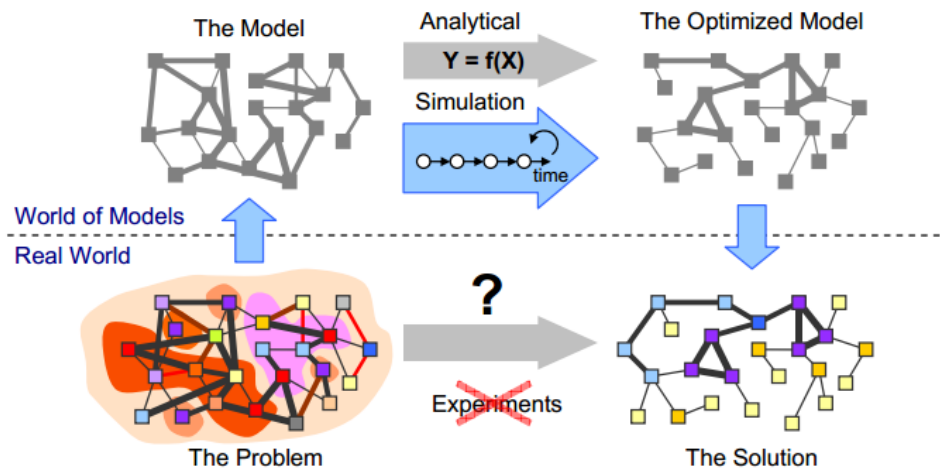 The Model
Analytical
The Optimized Model
Y = f(X)
Simulation
time
World of Models
Real World
?
Experiments
The Problem
The Solution